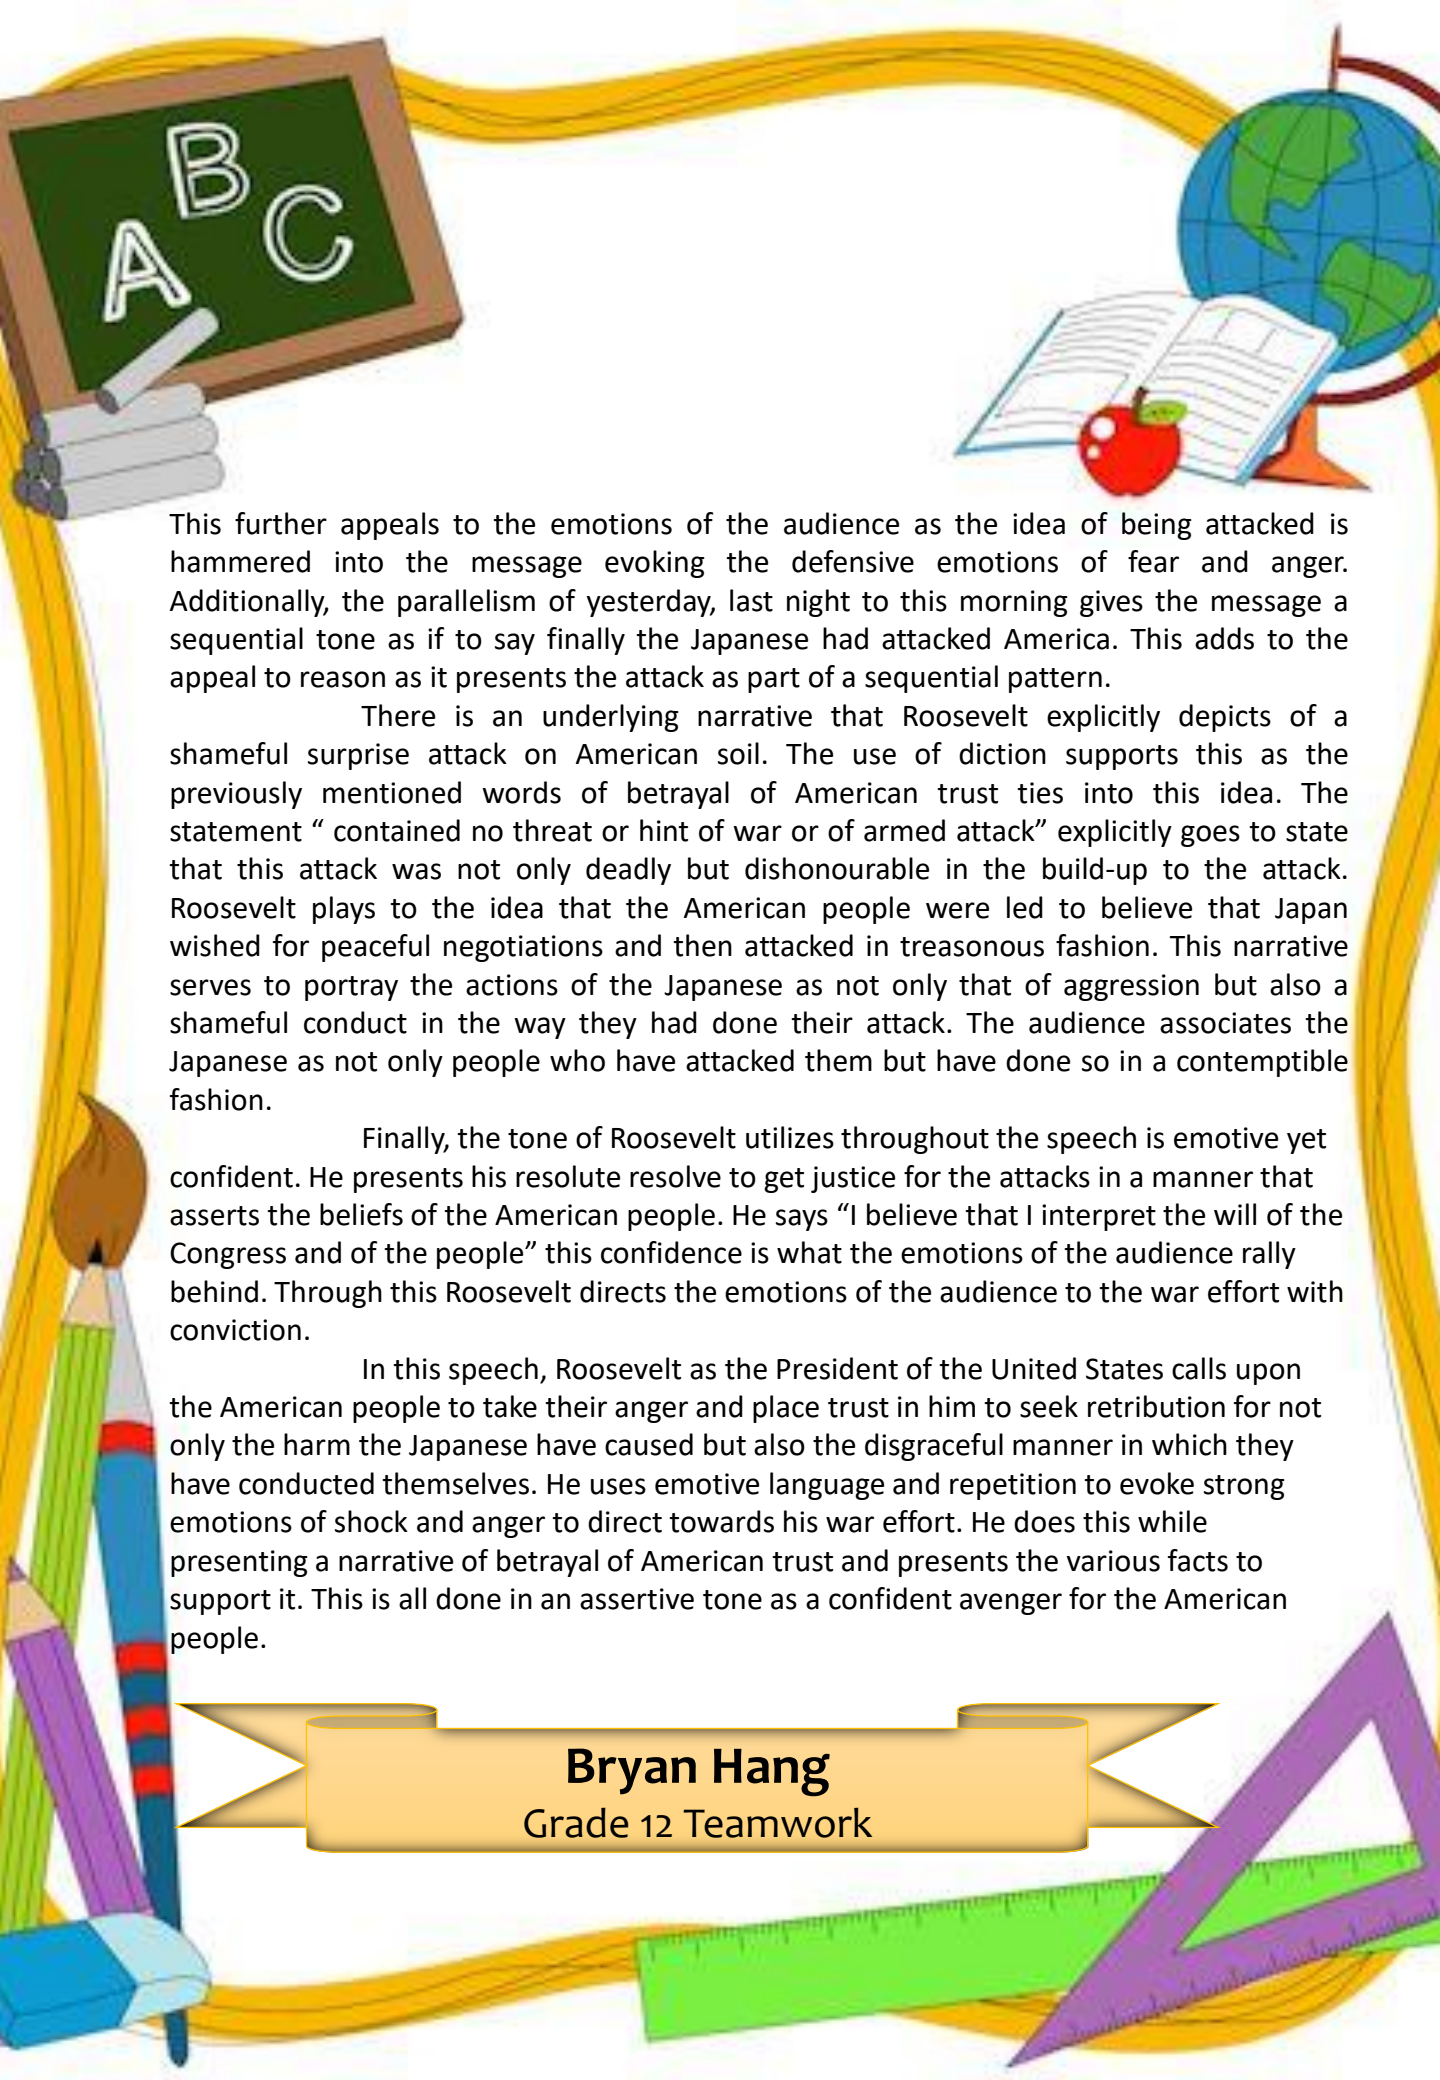 B
A C
This further appeals to the emotions of the audience as the idea of being attacked is
hammered into the message evoking the defensive emotions of fear and anger.
Additionally, the parallelism of yesterday, last night to this morning gives the message a
sequential tone as if to say finally the Japanese had attacked America. This adds to the
appeal to reason as it presents the attack as part of a sequential pattern.
There is an underlying narrative that Roosevelt explicitly depicts of a
shameful surprise attack on American soil. The use of diction supports this as the
previously mentioned words of betrayal of American trust ties into this idea. The
statement “ contained no threat or hint of war or of armed attack” explicitly goes to state
that this attack was not only deadly but dishonourable in the build-up to the attack.
Roosevelt plays to the idea that the American people were led to believe that Japan
wished for peaceful negotiations and then attacked in treasonous fashion. This narrative
serves to portray the actions of the Japanese as not only that of aggression but also a
shameful conduct in the way they had done their attack. The audience associates the
Japanese as not only people who have attacked them but have done so in a contemptible
fashion.
Finally, the tone of Roosevelt utilizes throughout the speech is emotive yet
confident. He presents his resolute resolve to get justice for the attacks in a manner that
asserts the beliefs of the American people. He says “I believe that I interpret the will of the
Congress and of the people” this confidence is what the emotions of the audience rally
behind. Through this Roosevelt directs the emotions of the audience to the war effort with
conviction.
In this speech, Roosevelt as the President of the United States calls upon
the American people to take their anger and place trust in him to seek retribution for not
only the harm the Japanese have caused but also the disgraceful manner in which they
have conducted themselves. He uses emotive language and repetition to evoke strong
emotions of shock and anger to direct towards his war effort. He does this while
presenting a narrative of betrayal of American trust and presents the various facts to
support it. This is all done in an assertive tone as a confident avenger for the American
people.
Bryan Hang
Grade 12 Teamwork